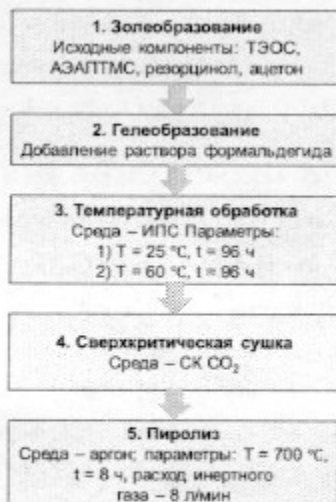 1. Золеобразование
Исходные компоненты: ТЭОС,
АЭАПТМС, резорцинол, ацетон
2. Гелеобразование
Добавление раствора формальдегида
3. Температурная обработка
Среда – ИПС Параметры:
1) T = 25 °C, t = 96 ч
2) T = 60 °C, t = 96 ч
4. Сверхкритическая сушка
Среда – СК CO₂
5. Пиролиз
Среда – аргон; параметры: T = 700 °C,
t = 8 ч, расход инертного
газа – 8 л/мин